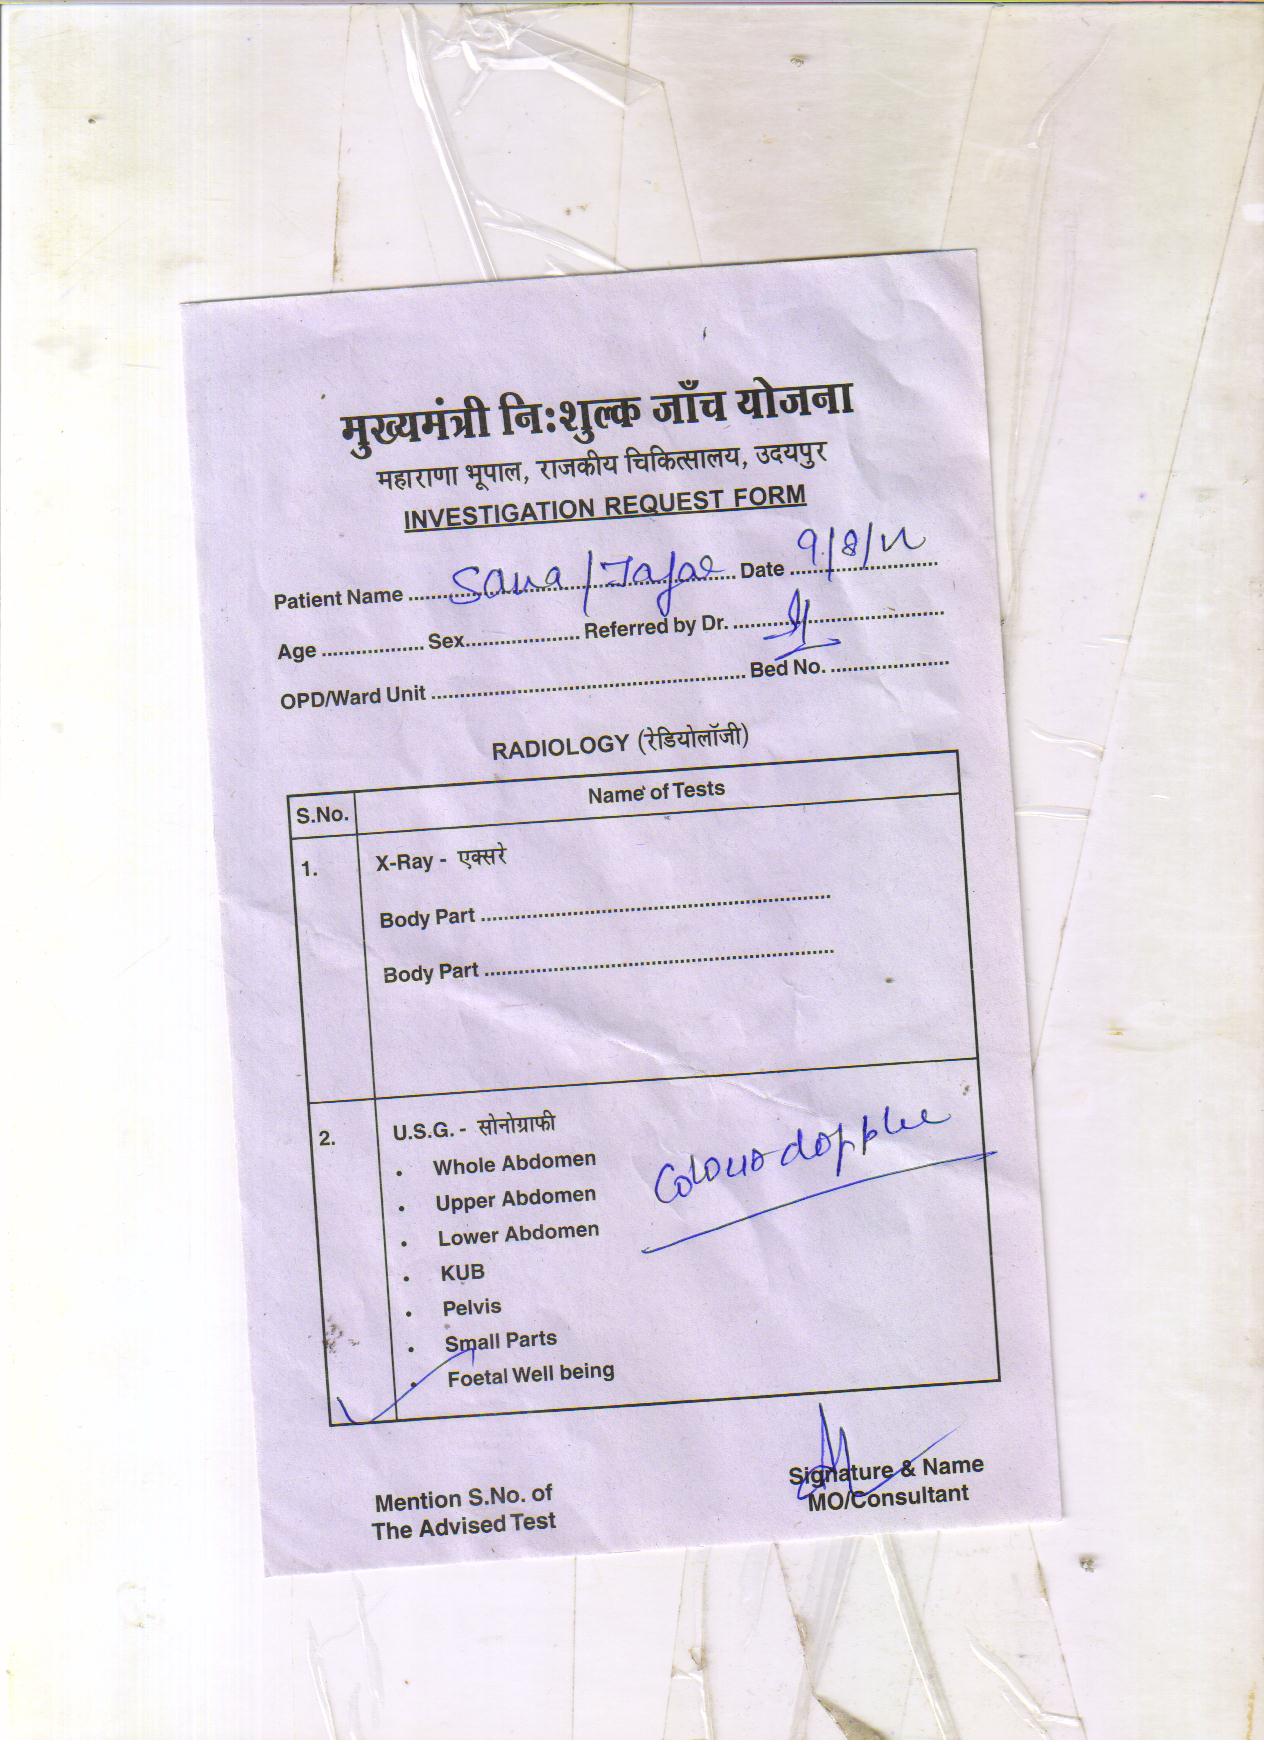 मुख्यमंत्री नि:शुल्क जाँच योजना
महाराणा भूपाल, राजकीय चिकित्सालय, उदयपुर
INVESTIGATION REQUEST FORM
Patient Name .................... Sana / Jafar .................... Date .......... 9/8/
Age .................. Sex.................... Referred by Dr. ....................
OPD/Ward Unit .................... Bed No. ....................
RADIOLOGY (रेडियोलॉजी)
S.No. Name of Tests
1. X-Ray - एक्सरे
Body Part ....................
Body Part ....................
2. U.S.G. - सोनोग्राफी
• Whole Abdomen
Colour dopple
• Upper Abdomen
• Lower Abdomen
• KUB
• Pelvis
• Small Parts
• Foetal Well being
Mention S.No. of
The Advised Test
Signature & Name
MO/Consultant